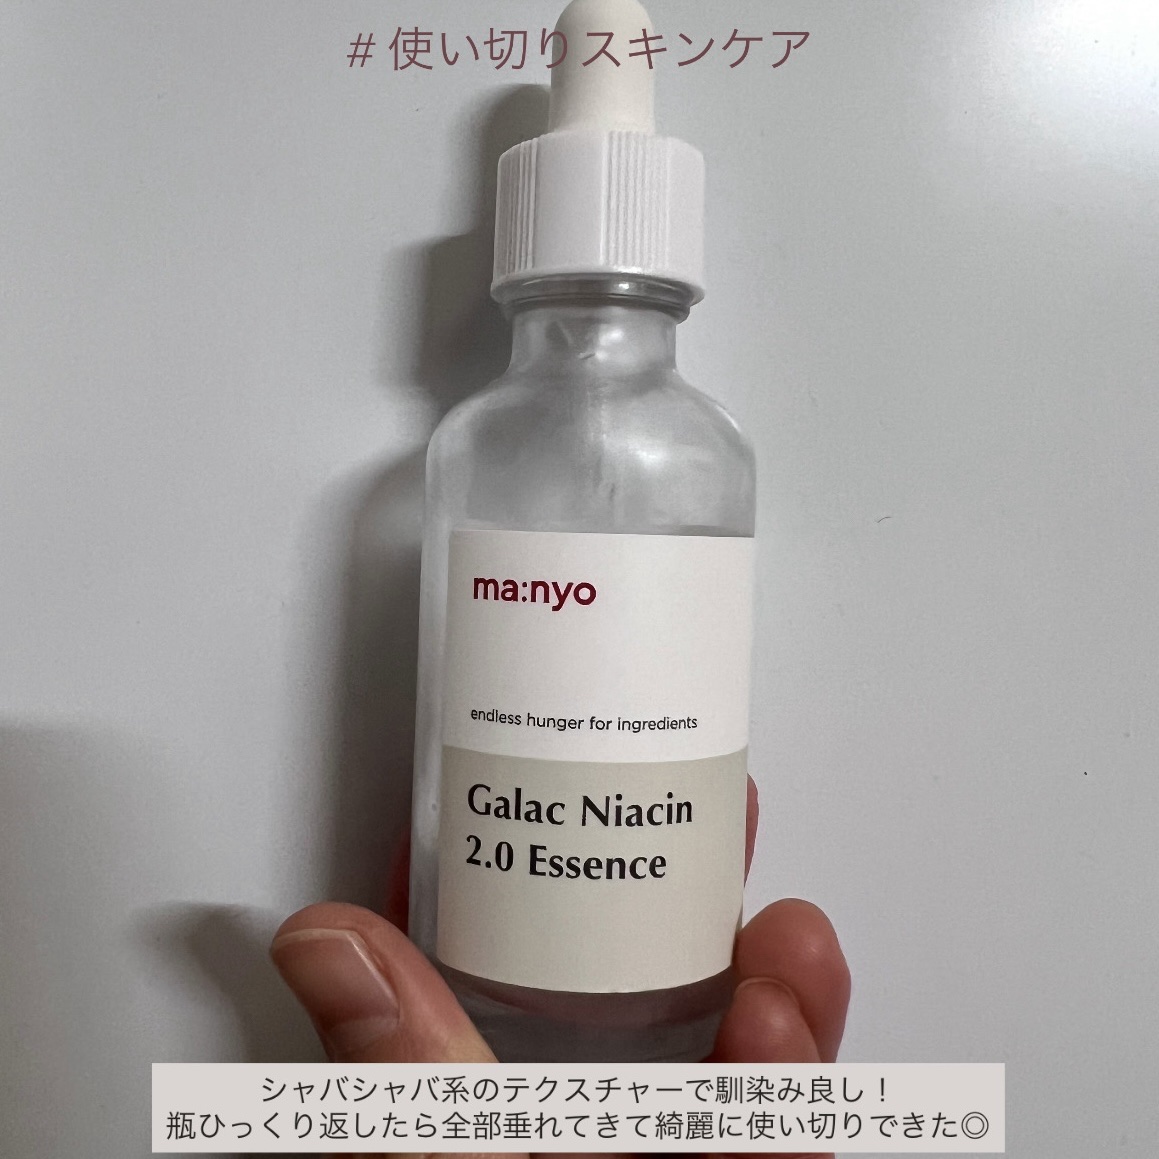 # 使い切りスキンケア
ma:nyo
endless hunger for ingredients
Galac Niacin
2.0 Essence
シャバシャバ系のテクスチャーで馴染み良し！
瓶ひっくり返したら全部垂れてきて綺麗に使い切りできた◎